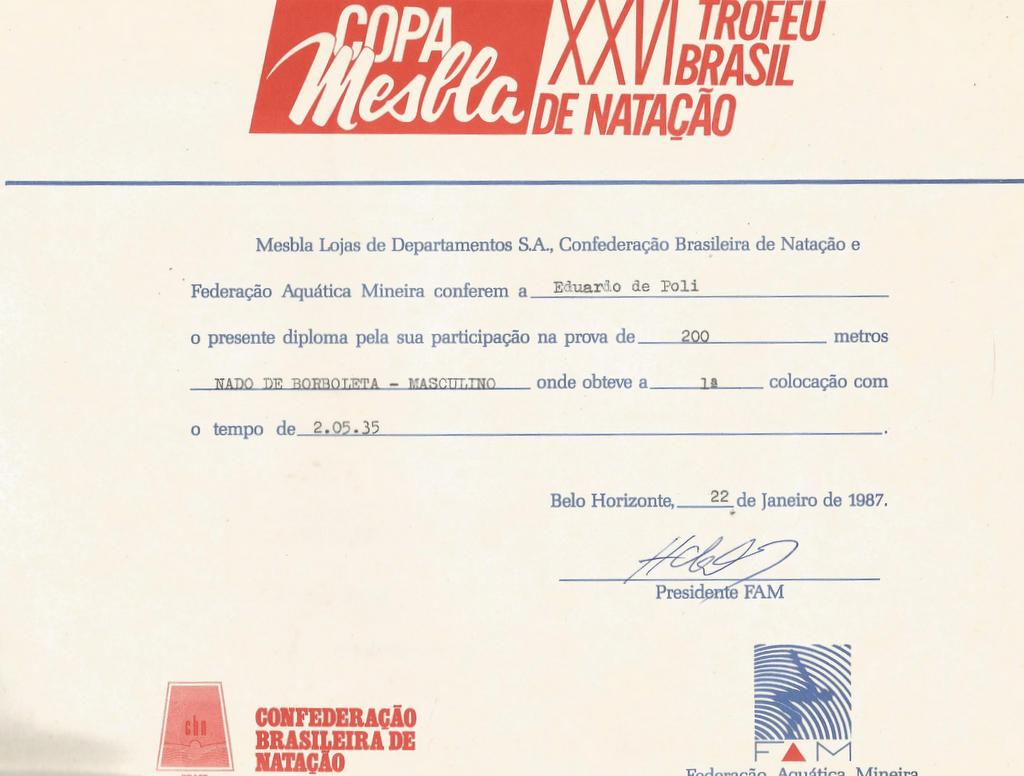 COPA
Mesbla
XXVI TROFEU
BRASIL
DE NATAÇÃO
Mesbla Lojas de Departamentos S.A., Confederação Brasileira de Natação e
Federação Aquática Mineira conferem a Eduardo de Poli
o presente diploma pela sua participação na prova de 200 metros
NADO DE BORBOLETA - MASCULINO onde obteve a 1ª colocação com
o tempo de 2.05.35.
Belo Horizonte, 22 de Janeiro de 1987.
Presidente FAM
cbn
CONFEDERAÇÃO
BRASILEIRA DE
NATAÇÃO
FAM
Federação Aquática Mineira